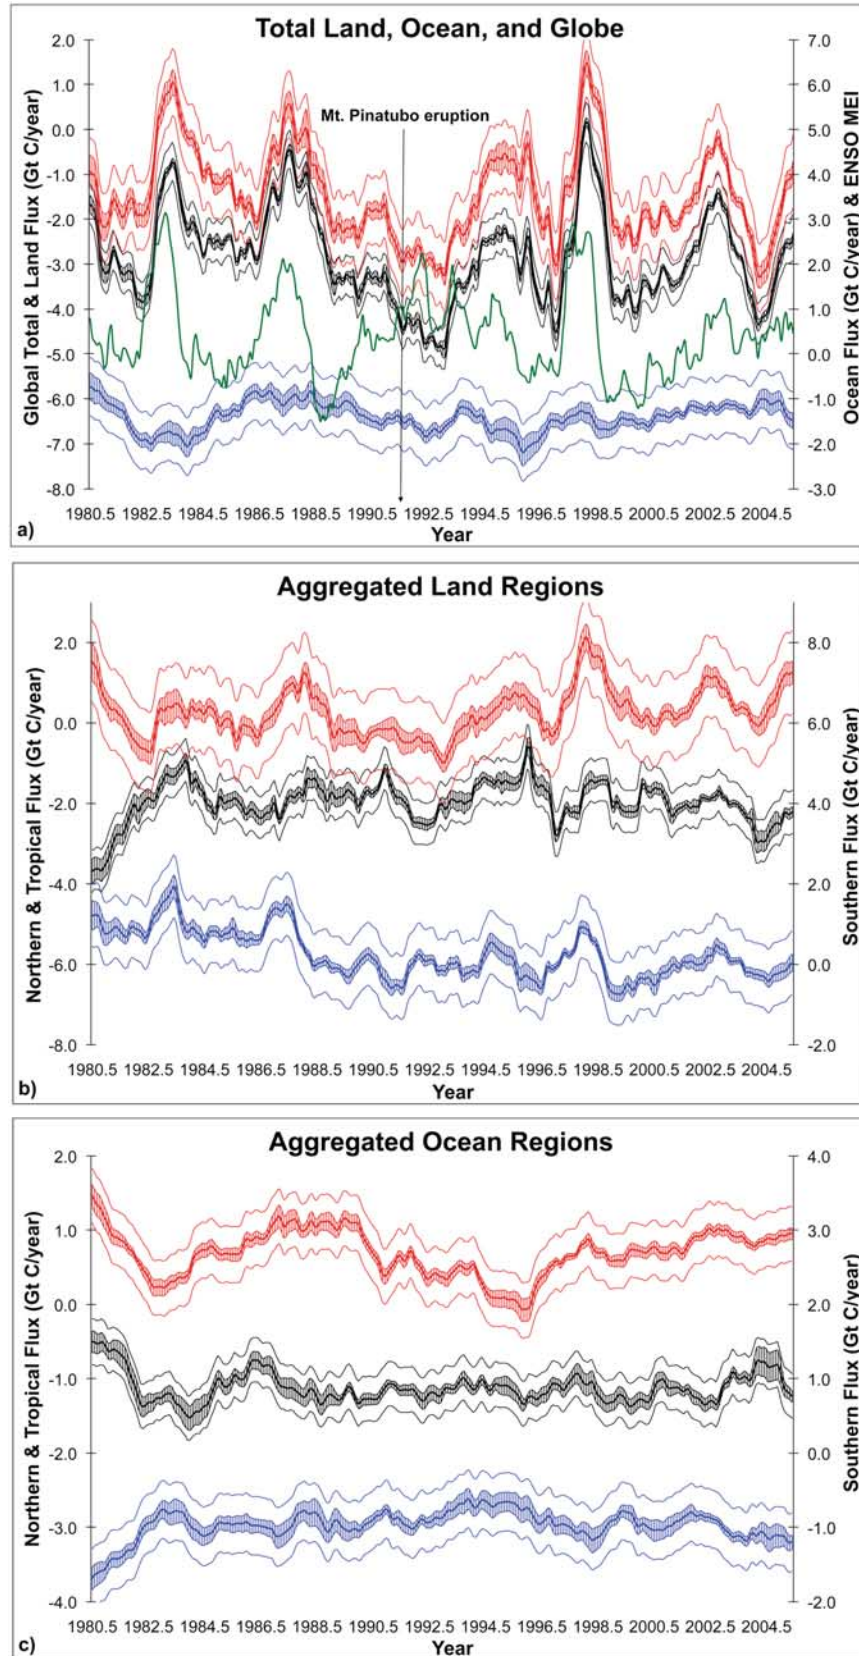 Total Land, Ocean, and Globe
Global Total & Land Flux (Gt C/year)
2.0
1.0
0.0
-1.0
-2.0
-3.0
-4.0
-5.0
-6.0
-7.0
-8.0
Mt. Pinatubo eruption
7.0
6.0
5.0
4.0
3.0
2.0
1.0
0.0
-1.0
-2.0
-3.0
Ocean Flux (Gt C/year) & ENSO MEI
1980.5 1982.5 1984.5 1986.5 1988.5 1990.5 1992.5 1994.5 1996.5 1998.5 2000.5 2002.5 2004.5
Year
a)
Aggregated Land Regions
Northern & Tropical Flux (Gt C/year)
2.0
0.0
-2.0
-4.0
-6.0
-8.0
8.0
6.0
4.0
2.0
0.0
-2.0
Southern Flux (Gt C/year)
1980.5 1982.5 1984.5 1986.5 1988.5 1990.5 1992.5 1994.5 1996.5 1998.5 2000.5 2002.5 2004.5
Year
b)
Aggregated Ocean Regions
Northern & Tropical Flux (Gt C/year)
2.0
1.0
0.0
-1.0
-2.0
-3.0
-4.0
4.0
3.0
2.0
1.0
0.0
-1.0
-2.0
Southern Flux (Gt C/year)
1980.5 1982.5 1984.5 1986.5 1988.5 1990.5 1992.5 1994.5 1996.5 1998.5 2000.5 2002.5 2004.5
Year
c)